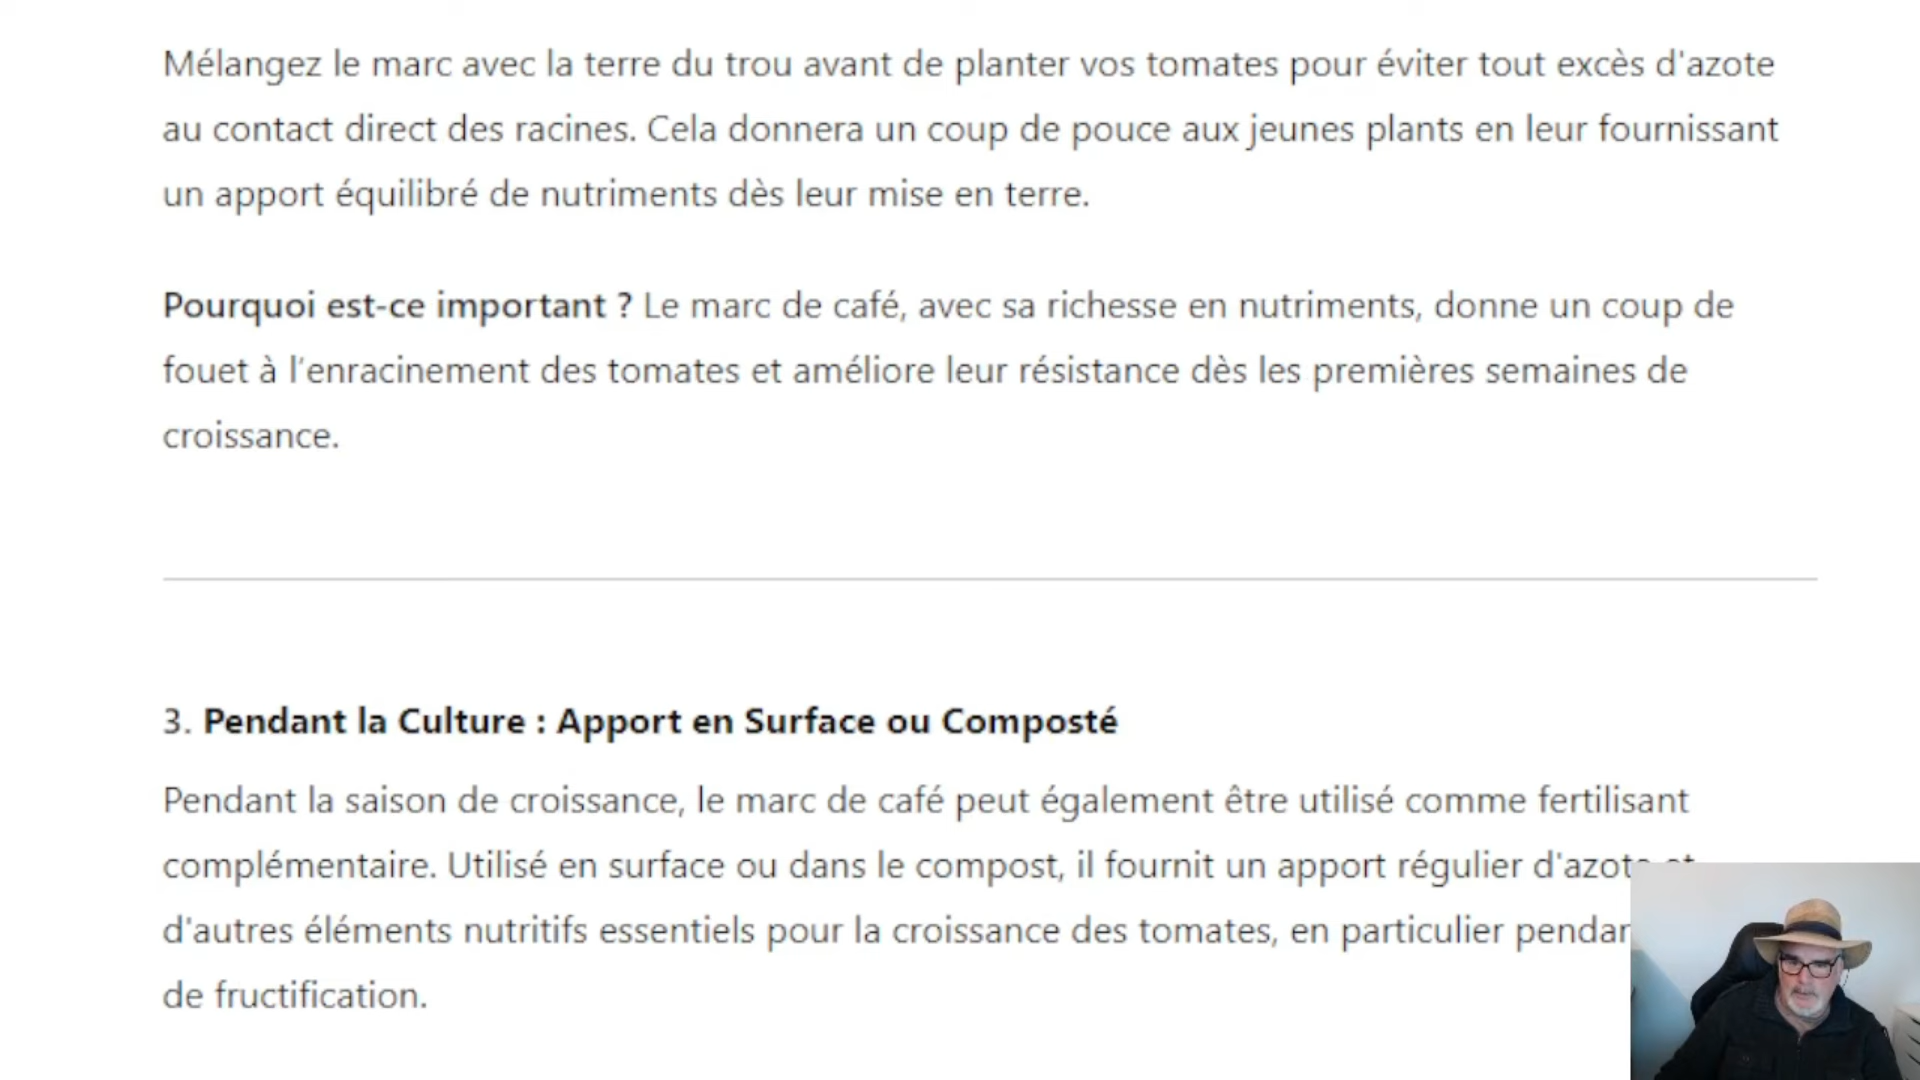 Mélangez le marc avec la terre du trou avant de planter vos tomates pour éviter tout excès d'azote
au contact direct des racines. Cela donnera un coup de pouce aux jeunes plants en leur fournissant
un apport équilibré de nutriments dès leur mise en terre.
Pourquoi est-ce important ? Le marc de café, avec sa richesse en nutriments, donne un coup de
fouet à l'enracinement des tomates et améliore leur résistance dès les premières semaines de
croissance.
3. Pendant la Culture : Apport en Surface ou Composté
Pendant la saison de croissance, le marc de café peut également être utilisé comme fertilisant
complémentaire. Utilisé en surface ou dans le compost, il fournit un apport régulier d'azote et
d'autres éléments nutritifs essentiels pour la croissance des tomates, en particulier
de fructification.